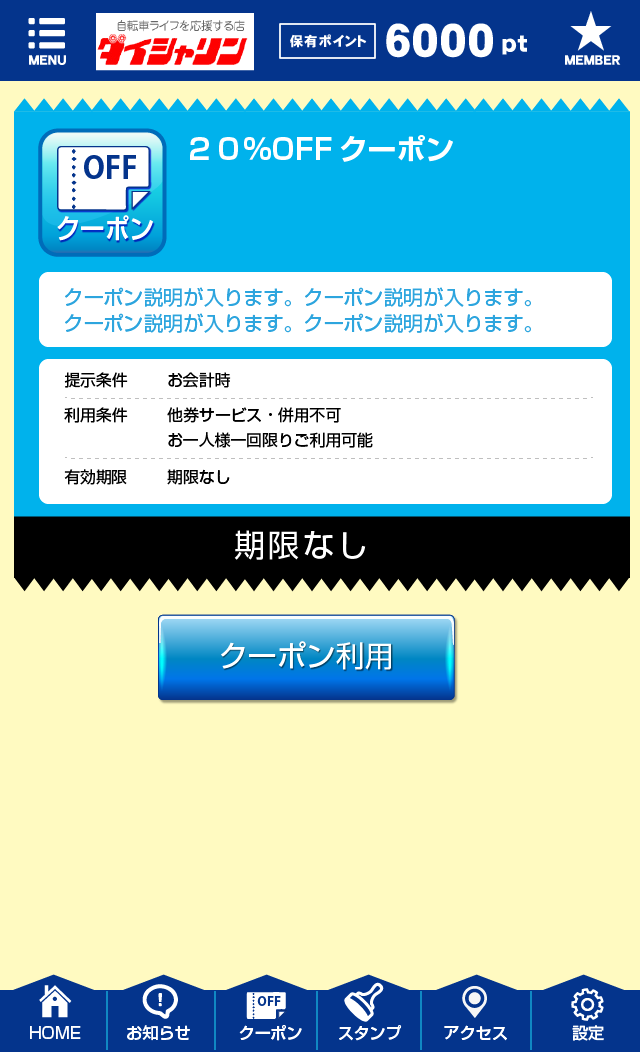 MENU
自転車ライフを応援する店
ダイシャリン
保有ポイント
6000 pt
MEMBER
OFF
クーポン
２０%OFF クーポン
クーポン説明が入ります。クーポン説明が入ります。
クーポン説明が入ります。クーポン説明が入ります。
提示条件 お会計時
利用条件 他券サービス・併用不可
お一人様一回限りご利用可能
有効期限 期限なし
期限なし
クーポン利用
HOME
お知らせ
OFF
クーポン
スタンプ
アクセス
設定